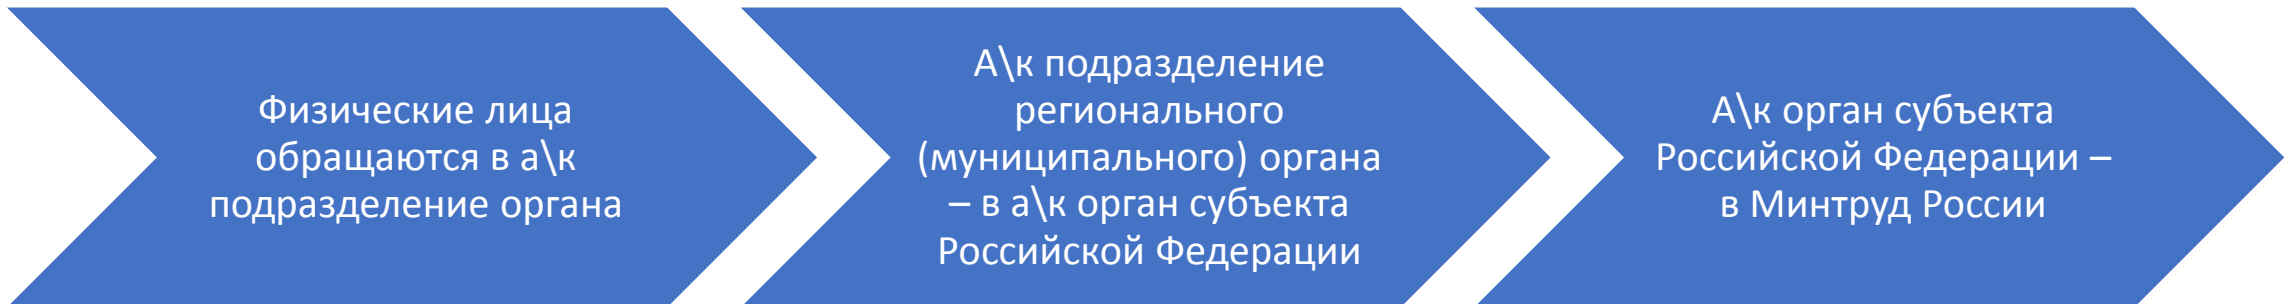 Физические лица
обращаются в а\к
подразделение органа
А\к подразделение
регионального
(муниципального) органа
– в а\к орган субъекта
Российской Федерации
А\к орган субъекта
Российской Федерации –
в Минтруд России